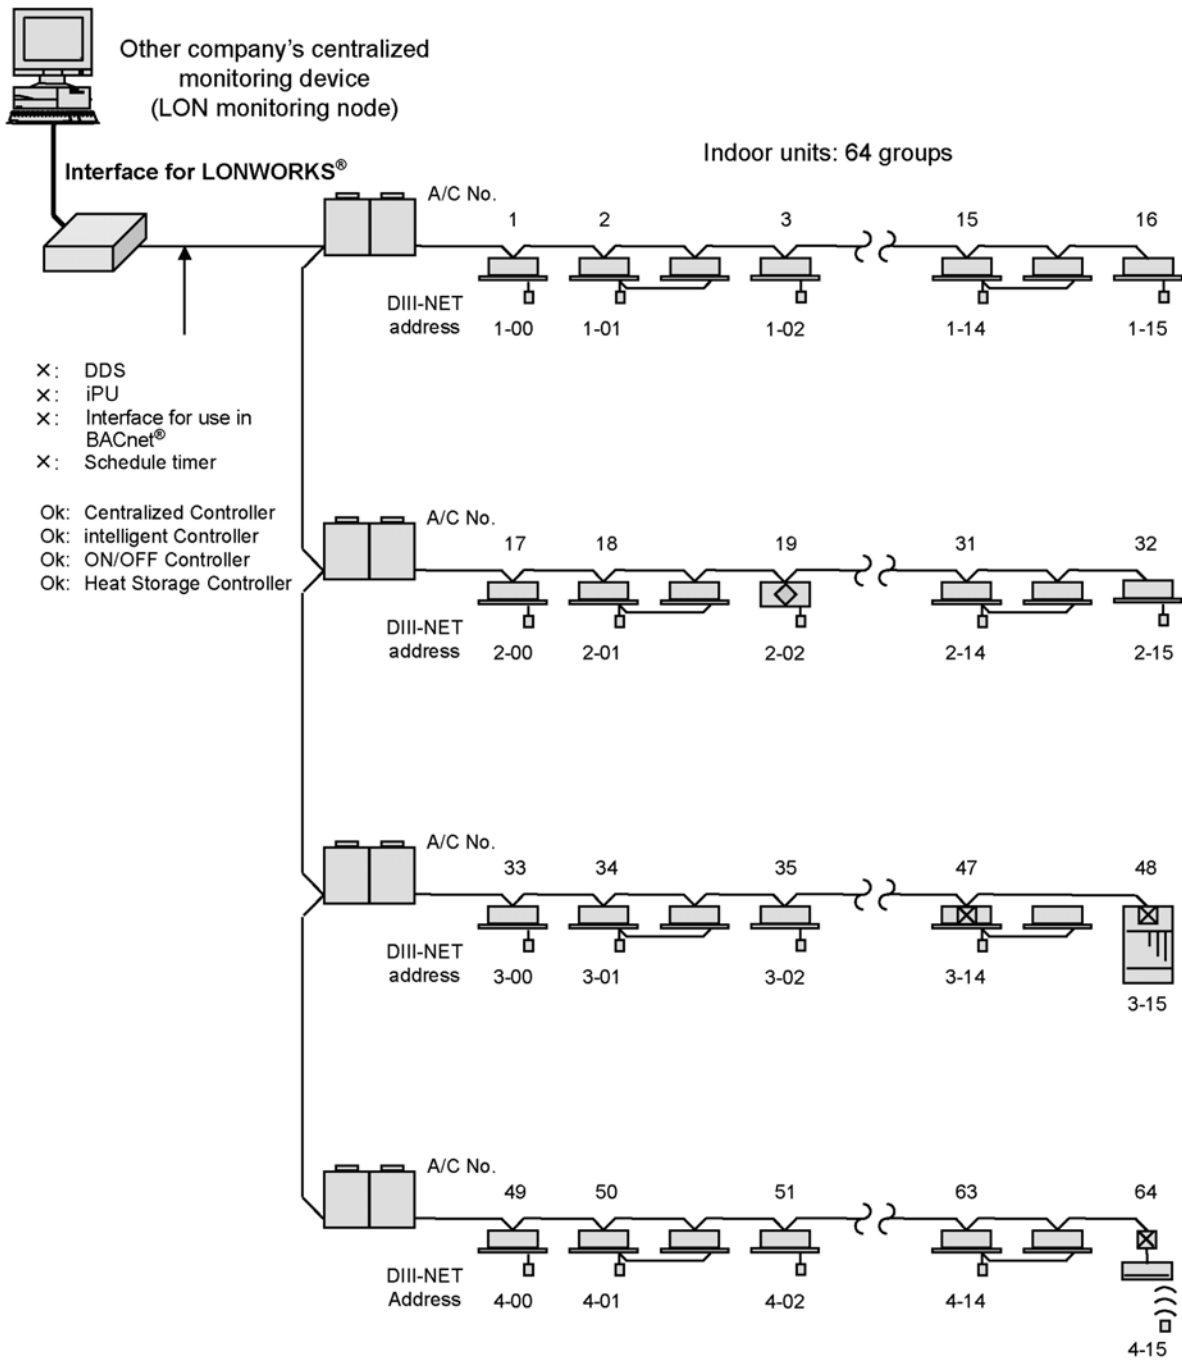 Other company's centralized
monitoring device
(LON monitoring node)
Interface for LONWORKS®
Indoor units: 64 groups
A/C No.
1 2 3 15 16
DIII-NET
address 1-00 1-01 1-02 1-14 1-15
×: DDS
×: iPU
×: Interface for use in
BACnet®
×: Schedule timer
Ok: Centralized Controller
Ok: intelligent Controller
Ok: ON/OFF Controller
Ok: Heat Storage Controller
A/C No.
17 18 19 31 32
DIII-NET
address 2-00 2-01 2-02 2-14 2-15
A/C No.
33 34 35 47 48
DIII-NET
address 3-00 3-01 3-02 3-14
3-15
A/C No.
49 50 51 63 64
DIII-NET
Address 4-00 4-01 4-02 4-14
4-15